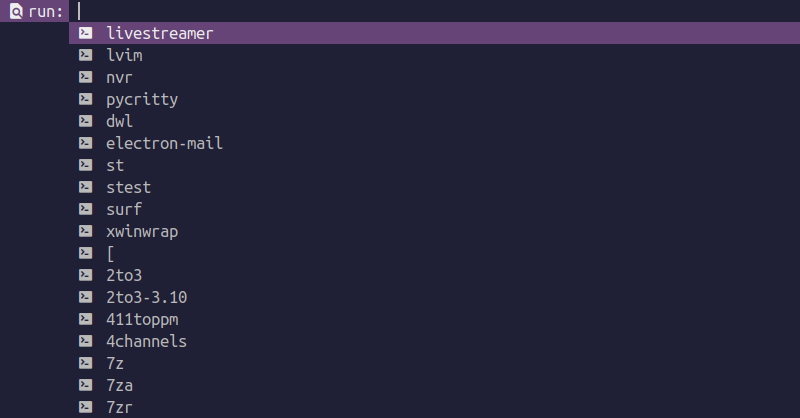 run:
livestreamer
lvim
nvr
pycritty
dwl
electron-mail
st
stest
surf
xwinwrap
[
2to3
2to3-3.10
411toppm
4channels
7z
7za
7zr